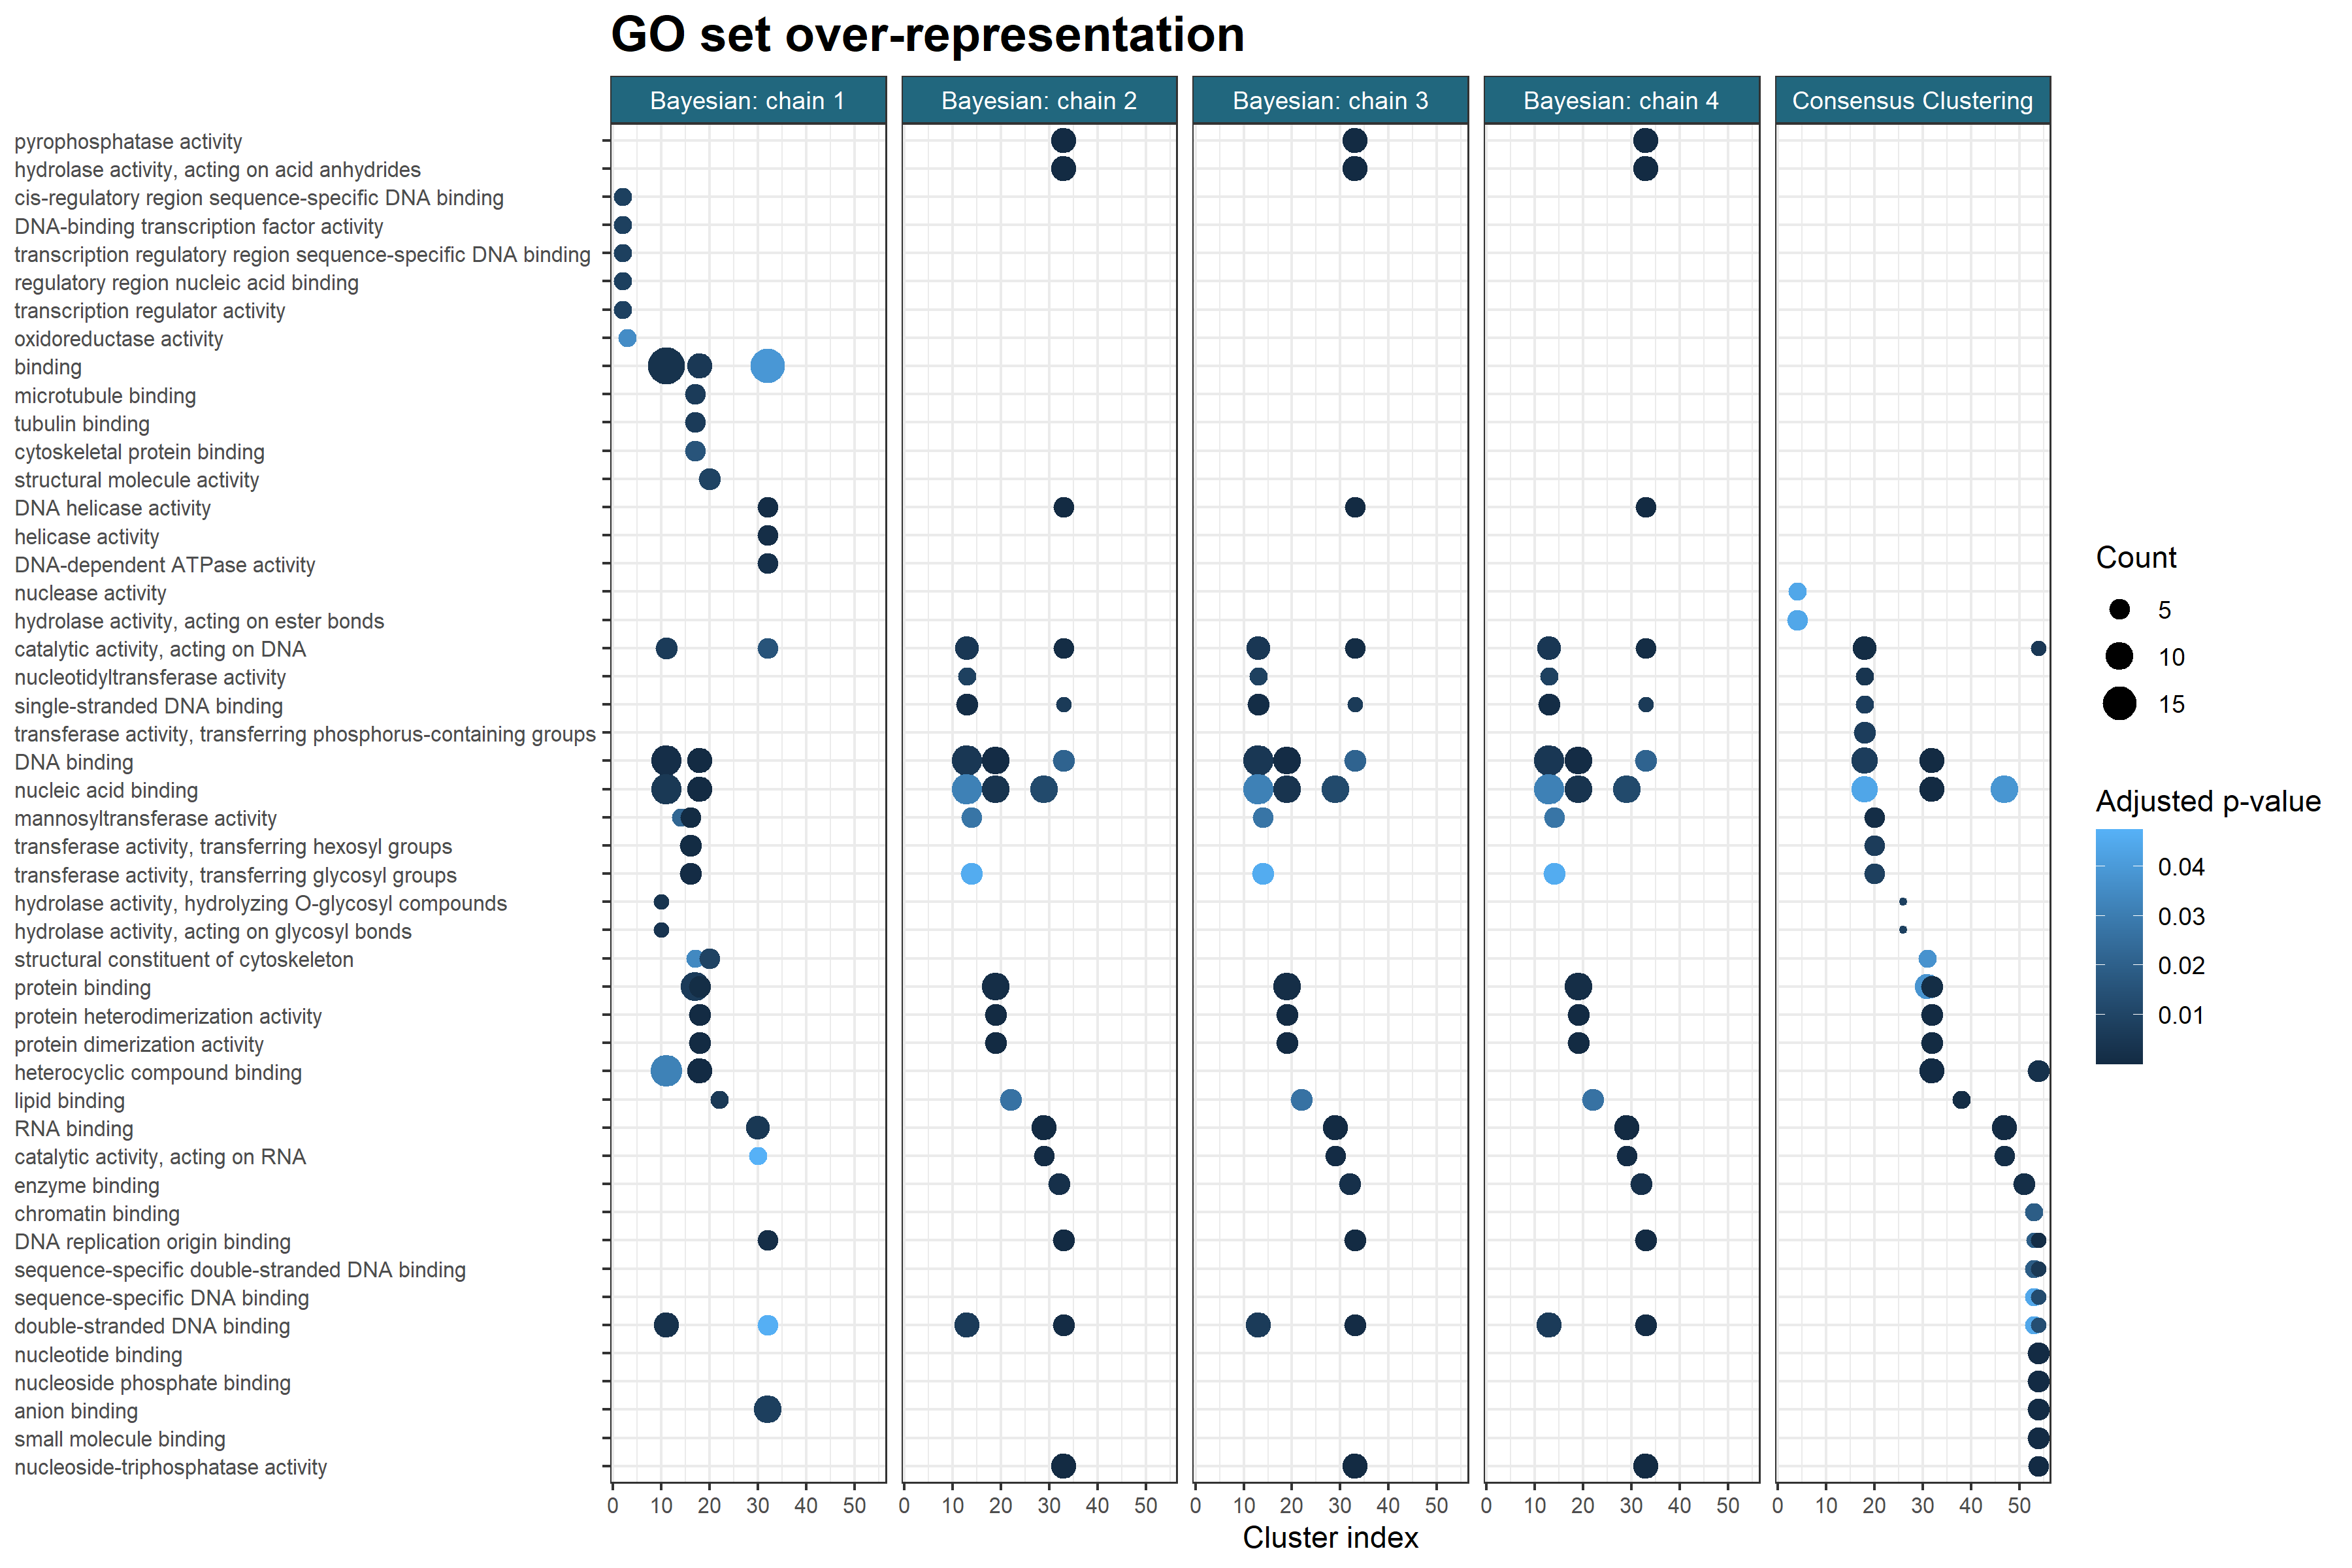 GO set over-representation
Bayesian: chain 1
Bayesian: chain 2
Bayesian: chain 3
Bayesian: chain 4
Consensus Clustering
pyrophosphatase activity
hydrolase activity, acting on acid anhydrides
cis-regulatory region sequence-specific DNA binding
DNA-binding transcription factor activity
transcription regulatory region sequence-specific DNA binding
regulatory region nucleic acid binding
transcription regulator activity
oxidoreductase activity
binding
microtubule binding
tubulin binding
cytoskeletal protein binding
structural molecule activity
DNA helicase activity
helicase activity
DNA-dependent ATPase activity
nuclease activity
hydrolase activity, acting on ester bonds
catalytic activity, acting on DNA
nucleotidyltransferase activity
single-stranded DNA binding
transferase activity, transferring phosphorus-containing groups
DNA binding
nucleic acid binding
mannosyltransferase activity
transferase activity, transferring hexosyl groups
transferase activity, transferring glycosyl groups
hydrolase activity, hydrolyzing O-glycosyl compounds
hydrolase activity, acting on glycosyl bonds
structural constituent of cytoskeleton
protein binding
protein heterodimerization activity
protein dimerization activity
heterocyclic compound binding
lipid binding
RNA binding
catalytic activity, acting on RNA
enzyme binding
chromatin binding
DNA replication origin binding
sequence-specific double-stranded DNA binding
sequence-specific DNA binding
double-stranded DNA binding
nucleotide binding
nucleoside phosphate binding
anion binding
small molecule binding
nucleoside-triphosphatase activity
0 10 20 30 40 50
0 10 20 30 40 50
0 10 20 30 40 50
0 10 20 30 40 50
0 10 20 30 40 50
Cluster index
Count
5
10
15
Adjusted p-value
0.04
0.03
0.02
0.01